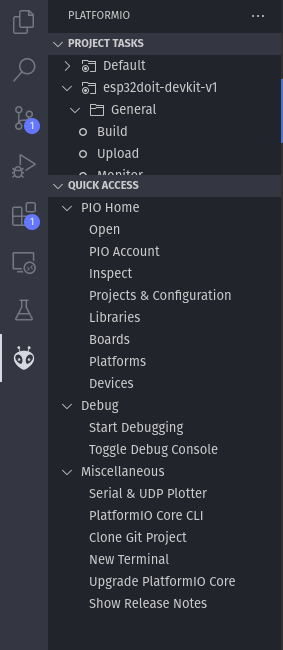 PLATFORMIO
PROJECT TASKS
Default
esp32doit-devkit-v1
General
Build
Upload
Monitor
1
1
QUICK ACCESS
PIO Home
Open
PIO Account
Inspect
Projects & Configuration
Libraries
Boards
Platforms
Devices
Debug
Start Debugging
Toggle Debug Console
Miscellaneous
Serial & UDP Plotter
PlatformIO Core CLI
Clone Git Project
New Terminal
Upgrade PlatformIO Core
Show Release Notes